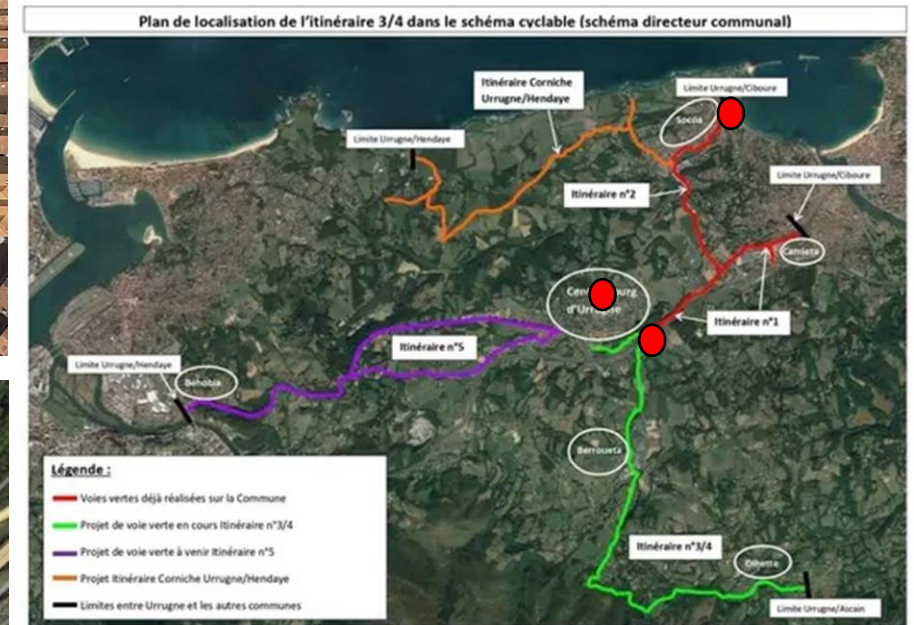 Plan de localisation de l'itinéraire 3/4 dans le schéma cyclable (schéma directeur communal)
Itinéraire Corniche
Urrugne/Hendaye
Limite Urrugne/Ciboure
Socoa
Limite Urrugne/Hendaye
Limite Urrugne/Ciboure
Itinéraire n°2
Camieta
d'Urrugne
Itinéraire n°1
Itinéraire n°5
Limite Urrugne/Hendaye
Béhobia
Berroueta
Itinéraire n°3/4
Olhette
Limite Urrugne/Ascain
Légende :
Voies vertes déjà réalisées sur la Commune
Projet de voie verte en cours Itinéraire n°3/4
Projet de voie verte à venir Itinéraire n°5
Projet Itinéraire Corniche Urrugne/Hendaye
Limites entre Urrugne et les autres communes